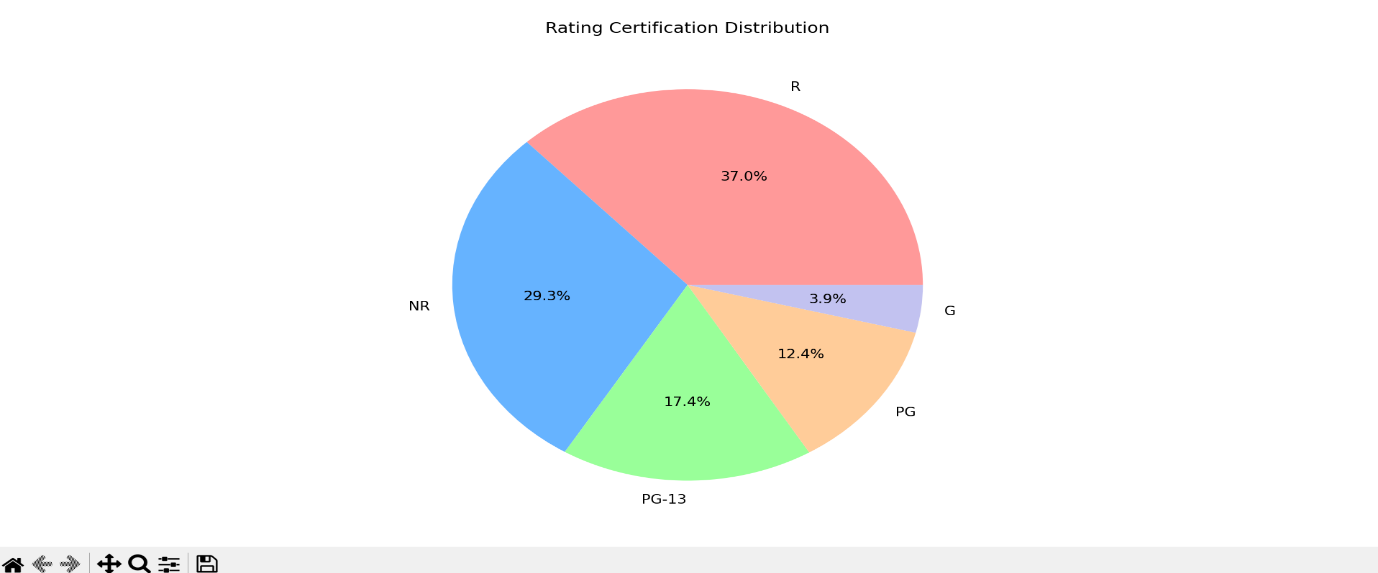 Rating Certification Distribution
R
37.0%
NR
29.3%
3.9%
G
12.4%
PG
17.4%
PG-13